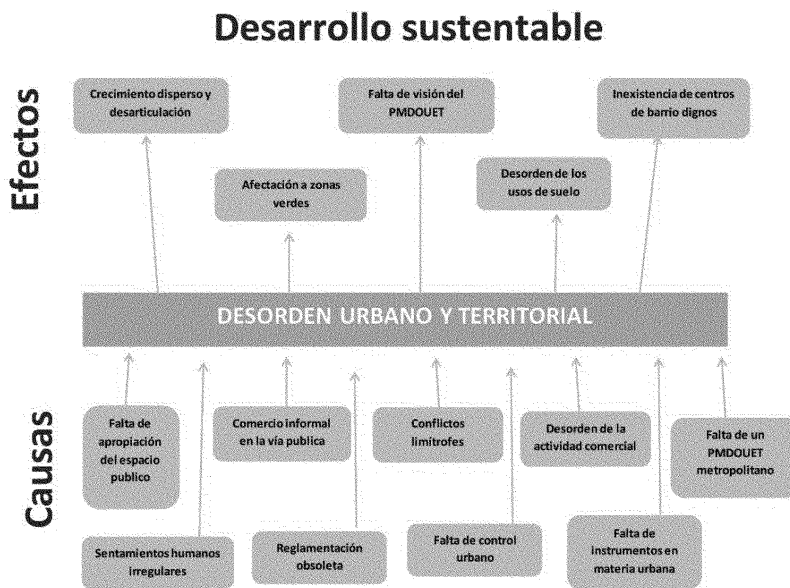 Desarrollo sustentable
Efectos
Crecimiento disperso y
desarticulación
Falta de visión del
PMDOUET
Inexistencia de centros
de barrio dignos
Afectación a zonas
verdes
Desorden de los
usos de suelo
DESORDEN URBANO Y TERRITORIAL
Causas
Falta de
apropiación
del espacio
publico
Comercio informal
en la vía publica
Conflictos
limítrofes
Desorden de la
actividad comercial
Falta de un
PMDOUET
metropolitano
Sentamientos humanos
irregulares
Reglamentación
obsoleta
Falta de control
urbano
Falta de
instrumentos en
materia urbana